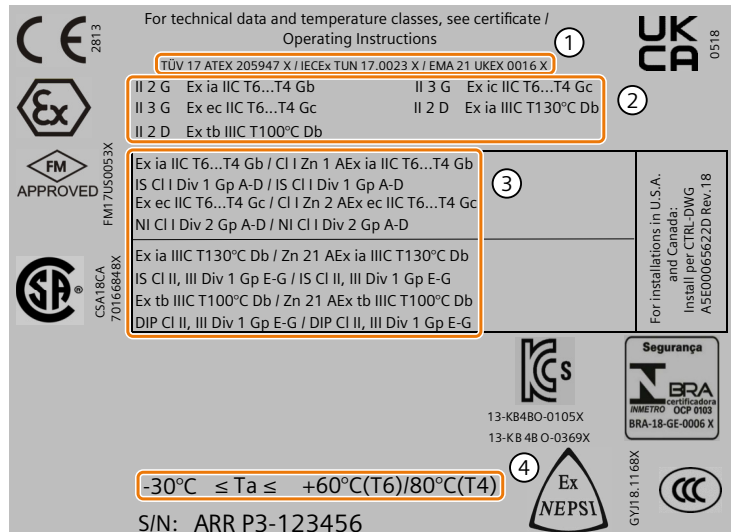 For technical data and temperature classes, see certificate /
Operating Instructions
CE 2813
UK
CA 0518
1
TÜV 17 ATEX 205947 X / IECEx TUN 17.0023 X / EMA 21 UKEX 0016 X
Ex
II 2 G Ex ia IIC T6...T4 Gb II 3 G Ex ic IIC T6...T4 Gc
II 3 G Ex ec IIC T6...T4 Gc II 2 D Ex ia IIIC T130°C Db
II 2 D Ex tb IIIC T100°C Db
2
FM
APPROVED
FM17US0053X
Ex ia IIC T6...T4 Gb / Cl I Zn 1 AEx ia IIC T6...T4 Gb
IS Cl I Div 1 Gp A-D / IS Cl I Div 1 Gp A-D
Ex ec IIC T6...T4 Gc / Cl I Zn 2 AEx ec IIC T6...T4 Gc
NI Cl I Div 2 Gp A-D / NI Cl I Div 2 Gp A-D
3
Ex ia IIIC T130°C Db / Zn 21 AEx ia IIIC T130°C Db
IS Cl II, III Div 1 Gp E-G / IS Cl II, III Div 1 Gp E-G
Ex tb IIIC T100°C Db / Zn 21 AEx tb IIIC T100°C Db
DIP Cl II, III Div 1 Gp E-G / DIP Cl II, III Div 1 Gp E-G
For installations in U.S.A.
and Canada:
Install per CTRL-DWG
A5E00065622D Rev.18
SA ®
CSA18CA
70166848X
KC s
13-KB4BO-0105X
13-KB 4B O-0369X
Segurança
BRA
certificadora
INMETRO OCP 0103
BRA-18-GE-0006 X
4
-30°C ≤ Ta ≤ +60°C(T6)/80°C(T4)
Ex
NEPSI
GYJ18.1168X
CCC
S/N: ARR P3-123456